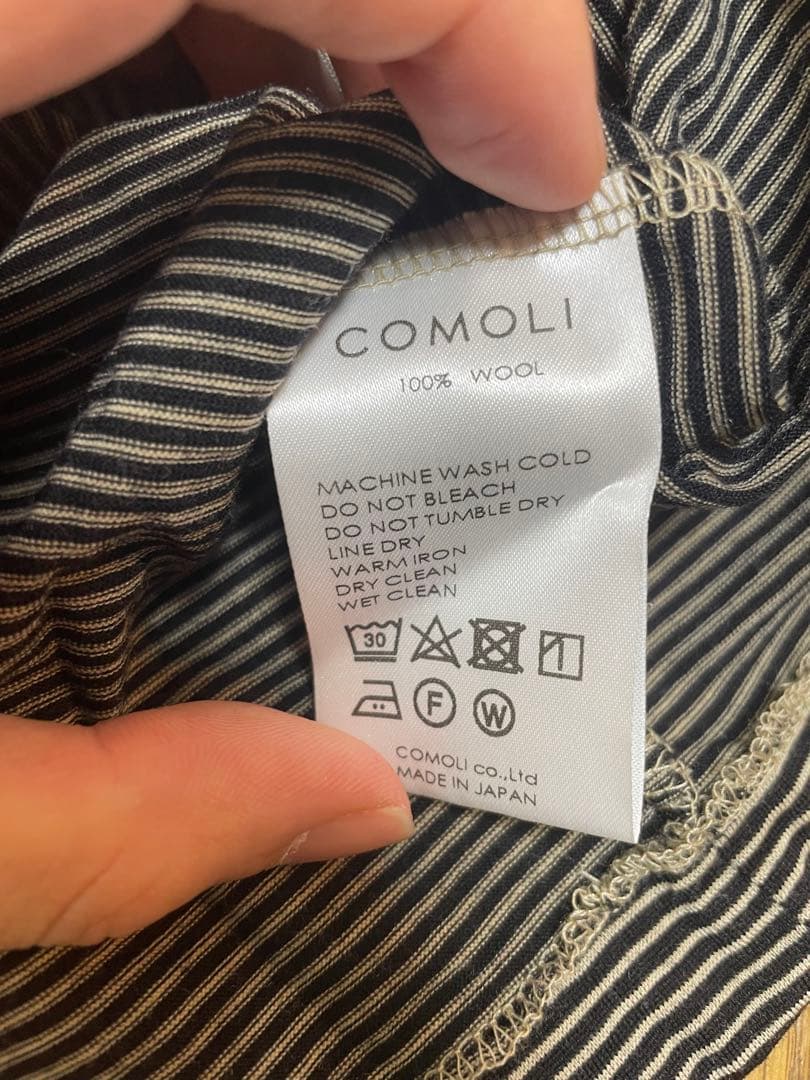 COMOLI
100% WOOL
MACHINE WASH COLD
DO NOT BLEACH
DO NOT TUMBLE DRY
LINE DRY
WARM IRON
DRY CLEAN
WET CLEAN
30
F W
COMOLI co.,Ltd
MADE IN JAPAN